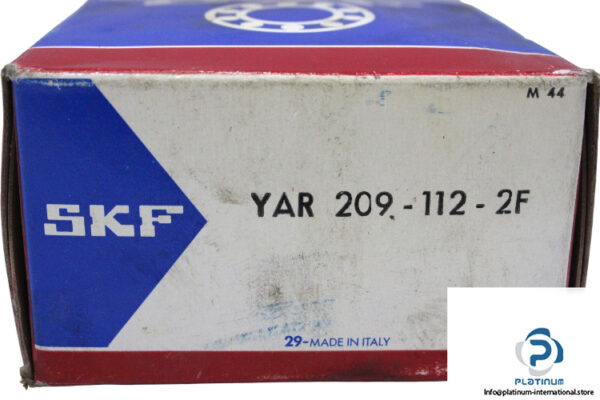 M 44
SKF
YAR 209-112-2F
29-MADE IN ITALY
PLATINUM
Info@platinum-international.store